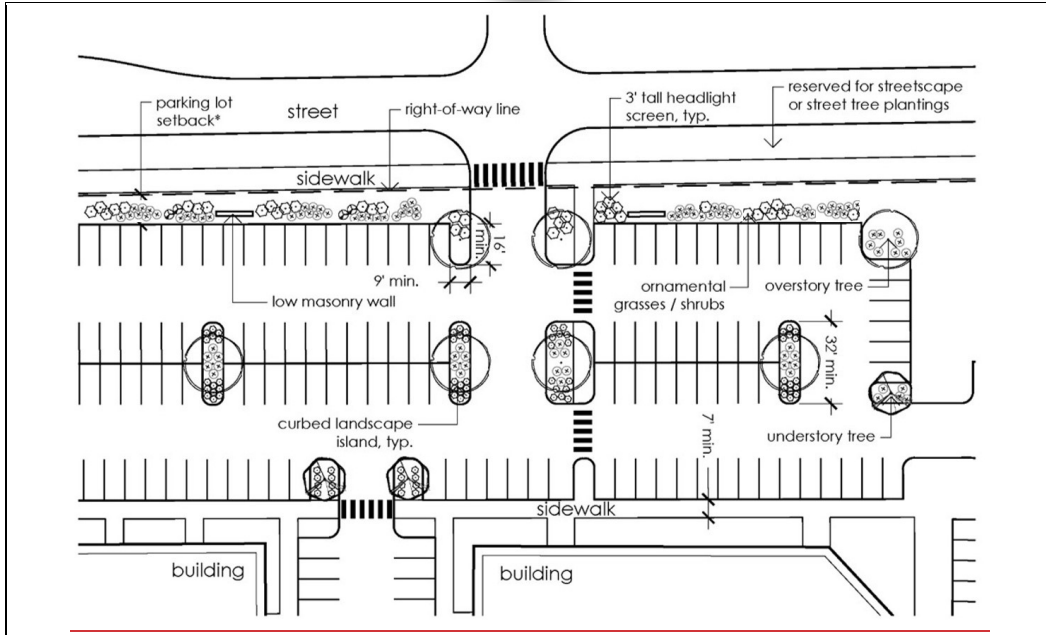 parking lot
setback*
street
right-of-way line
3' tall headlight
screen, typ.
reserved for streetscape
or street tree plantings
sidewalk
16'
min.
9' min.
low masonry wall
ornamental
grasses / shrubs
overstory tree
32' min.
curbed landscape
island, typ.
7' min.
understory tree
sidewalk
building
building